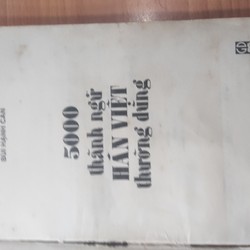 BÙI HẠNH CẨN
5000
thành ngữ
HÁN VIỆT
thường dùng